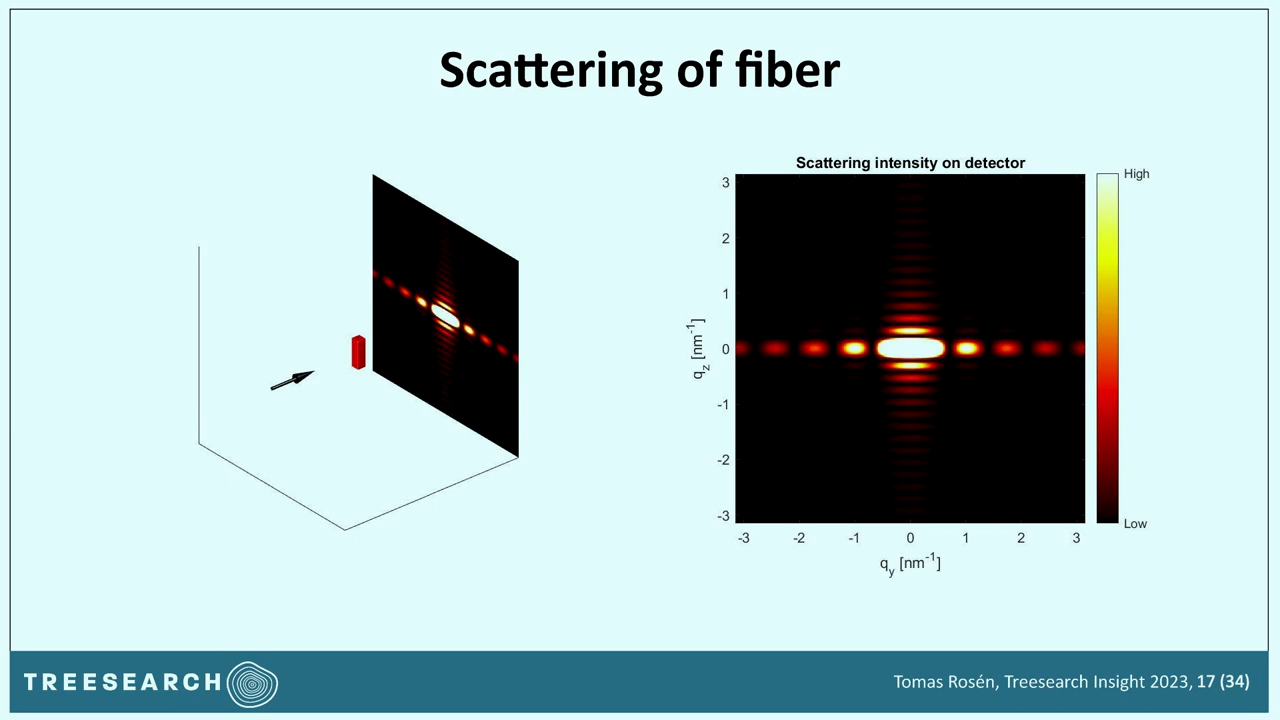 Scattering of fiber
Scattering intensity on detector
High
3
2
1
0
-1
-2
-3
q_z [nm^-1]
Low
-3 -2 -1 0 1 2 3
q_y [nm^-1]
TREESEARCH
Tomas Rosén, Treesearch Insight 2023, 17 (34)